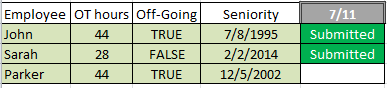 Employee OT hours Off-Going Seniority 7/11
John 44 TRUE 7/8/1995 Submitted
Sarah 28 FALSE 2/2/2014 Submitted
Parker 44 TRUE 12/5/2002